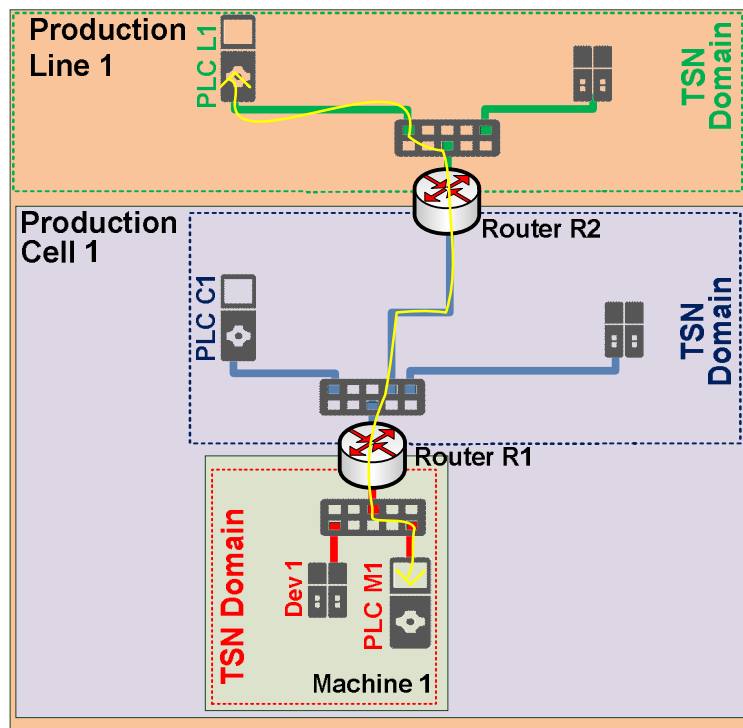 Production
Line 1
PLC L1
TSN
Domain
Router R2
Production
Cell 1
PLC C1
TSN
Domain
Router R1
TSN Domain
Dev 1
PLC M1
Machine 1